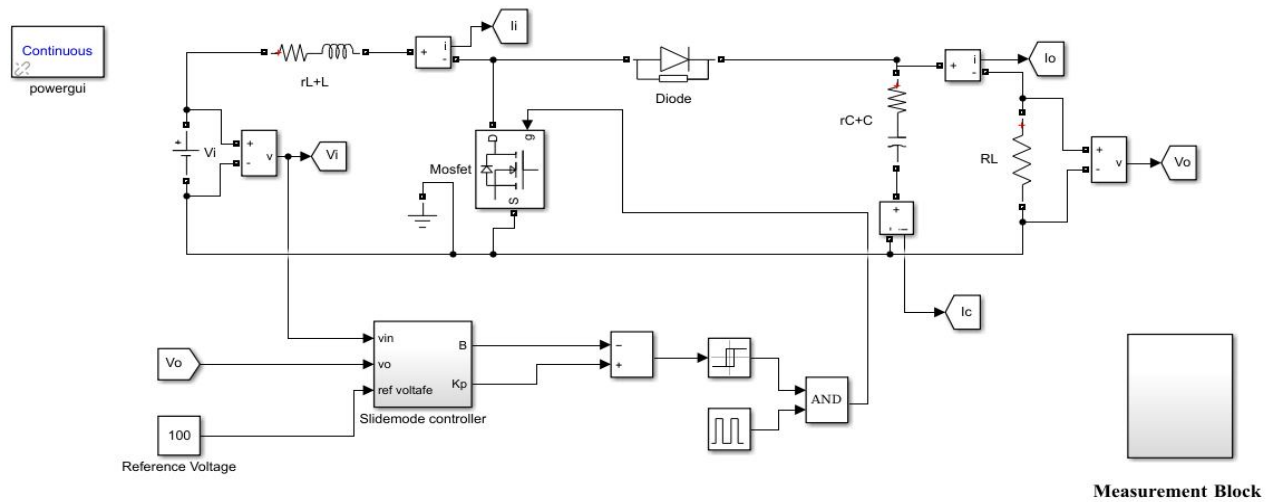 Continuous
powergui
rL+L
+
i
-
Ii
Diode
+
i
-
Io
rC+C
RL
+
v
-
Vo
+
Vi
+
-
v
Vi
Mosfet
D
g
S
+
-
i
Ic
Vo
vin
vo
ref voltafe
B
Kp
Slidemode controller
−
+
AND
100
Reference Voltage
Measurement Block